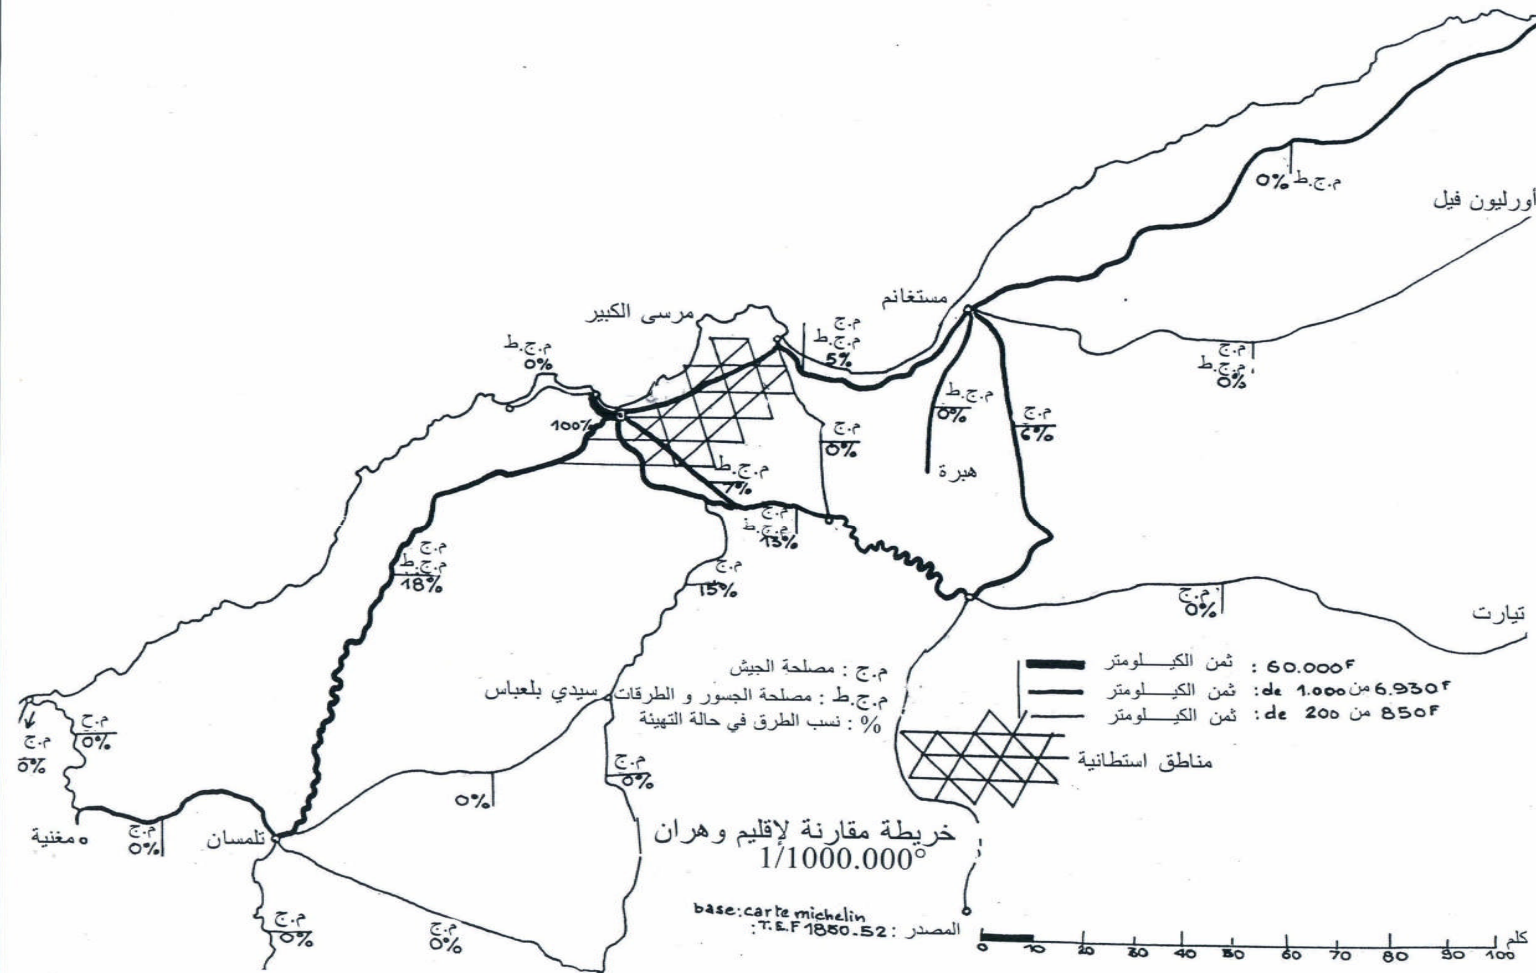 م.ج.ط
0%
أورليون فيل
مستغانم
مرسى الكبير
م.ج
م.ج.ط
5%
م.ج.ط
0%
م.ج
م.ج.ط
0%
م.ج.ط
0%
م.ج
6%
100%
م.ج
0%
هبرة
م.ج.ط
7%
م.ج
م.ج.ط
13%
م.ج
م.ج.ط
18%
م.ج
15%
م.ج
0%
تيارت
م.ج : مصلحة الجيش
م.ج.ط : مصلحة الجسور و الطرقات
% : نسب الطرق في حالة التهيئة
سيدي بلعباس
ثمن الكيلومتر : 60.000F
ثمن الكيلومتر : de 1.000 من 6.930F
ثمن الكيلومتر : de 200 من 850F
مناطق استطانية
م.ج
0%
م.ج
0%
م.ج
0%
0%
مغنية
م.ج
0%
تلمسان
خريطة مقارنة لإقليم وهران
1/1000.000°
م.ج
0%
م.ج
0%
base: carte michelin
المصدر : T.E.F 1850-52:
0 10 20 30 40 50 60 70 80 90 100 كلم